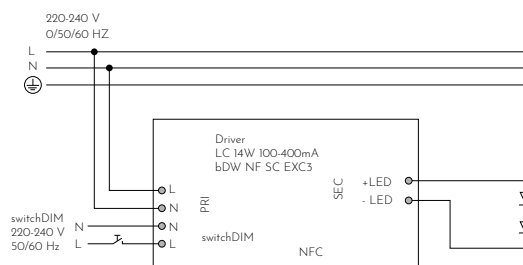 220-240 V
0/50/60 HZ
L
N
Driver
LC 14W 100-400mA
bDW NF SC EXC3
L
N
N
L
PRI
SEC
+LED
- LED
switchDIM
switchDIM
220-240 V
50/60 Hz
N
L
NFC